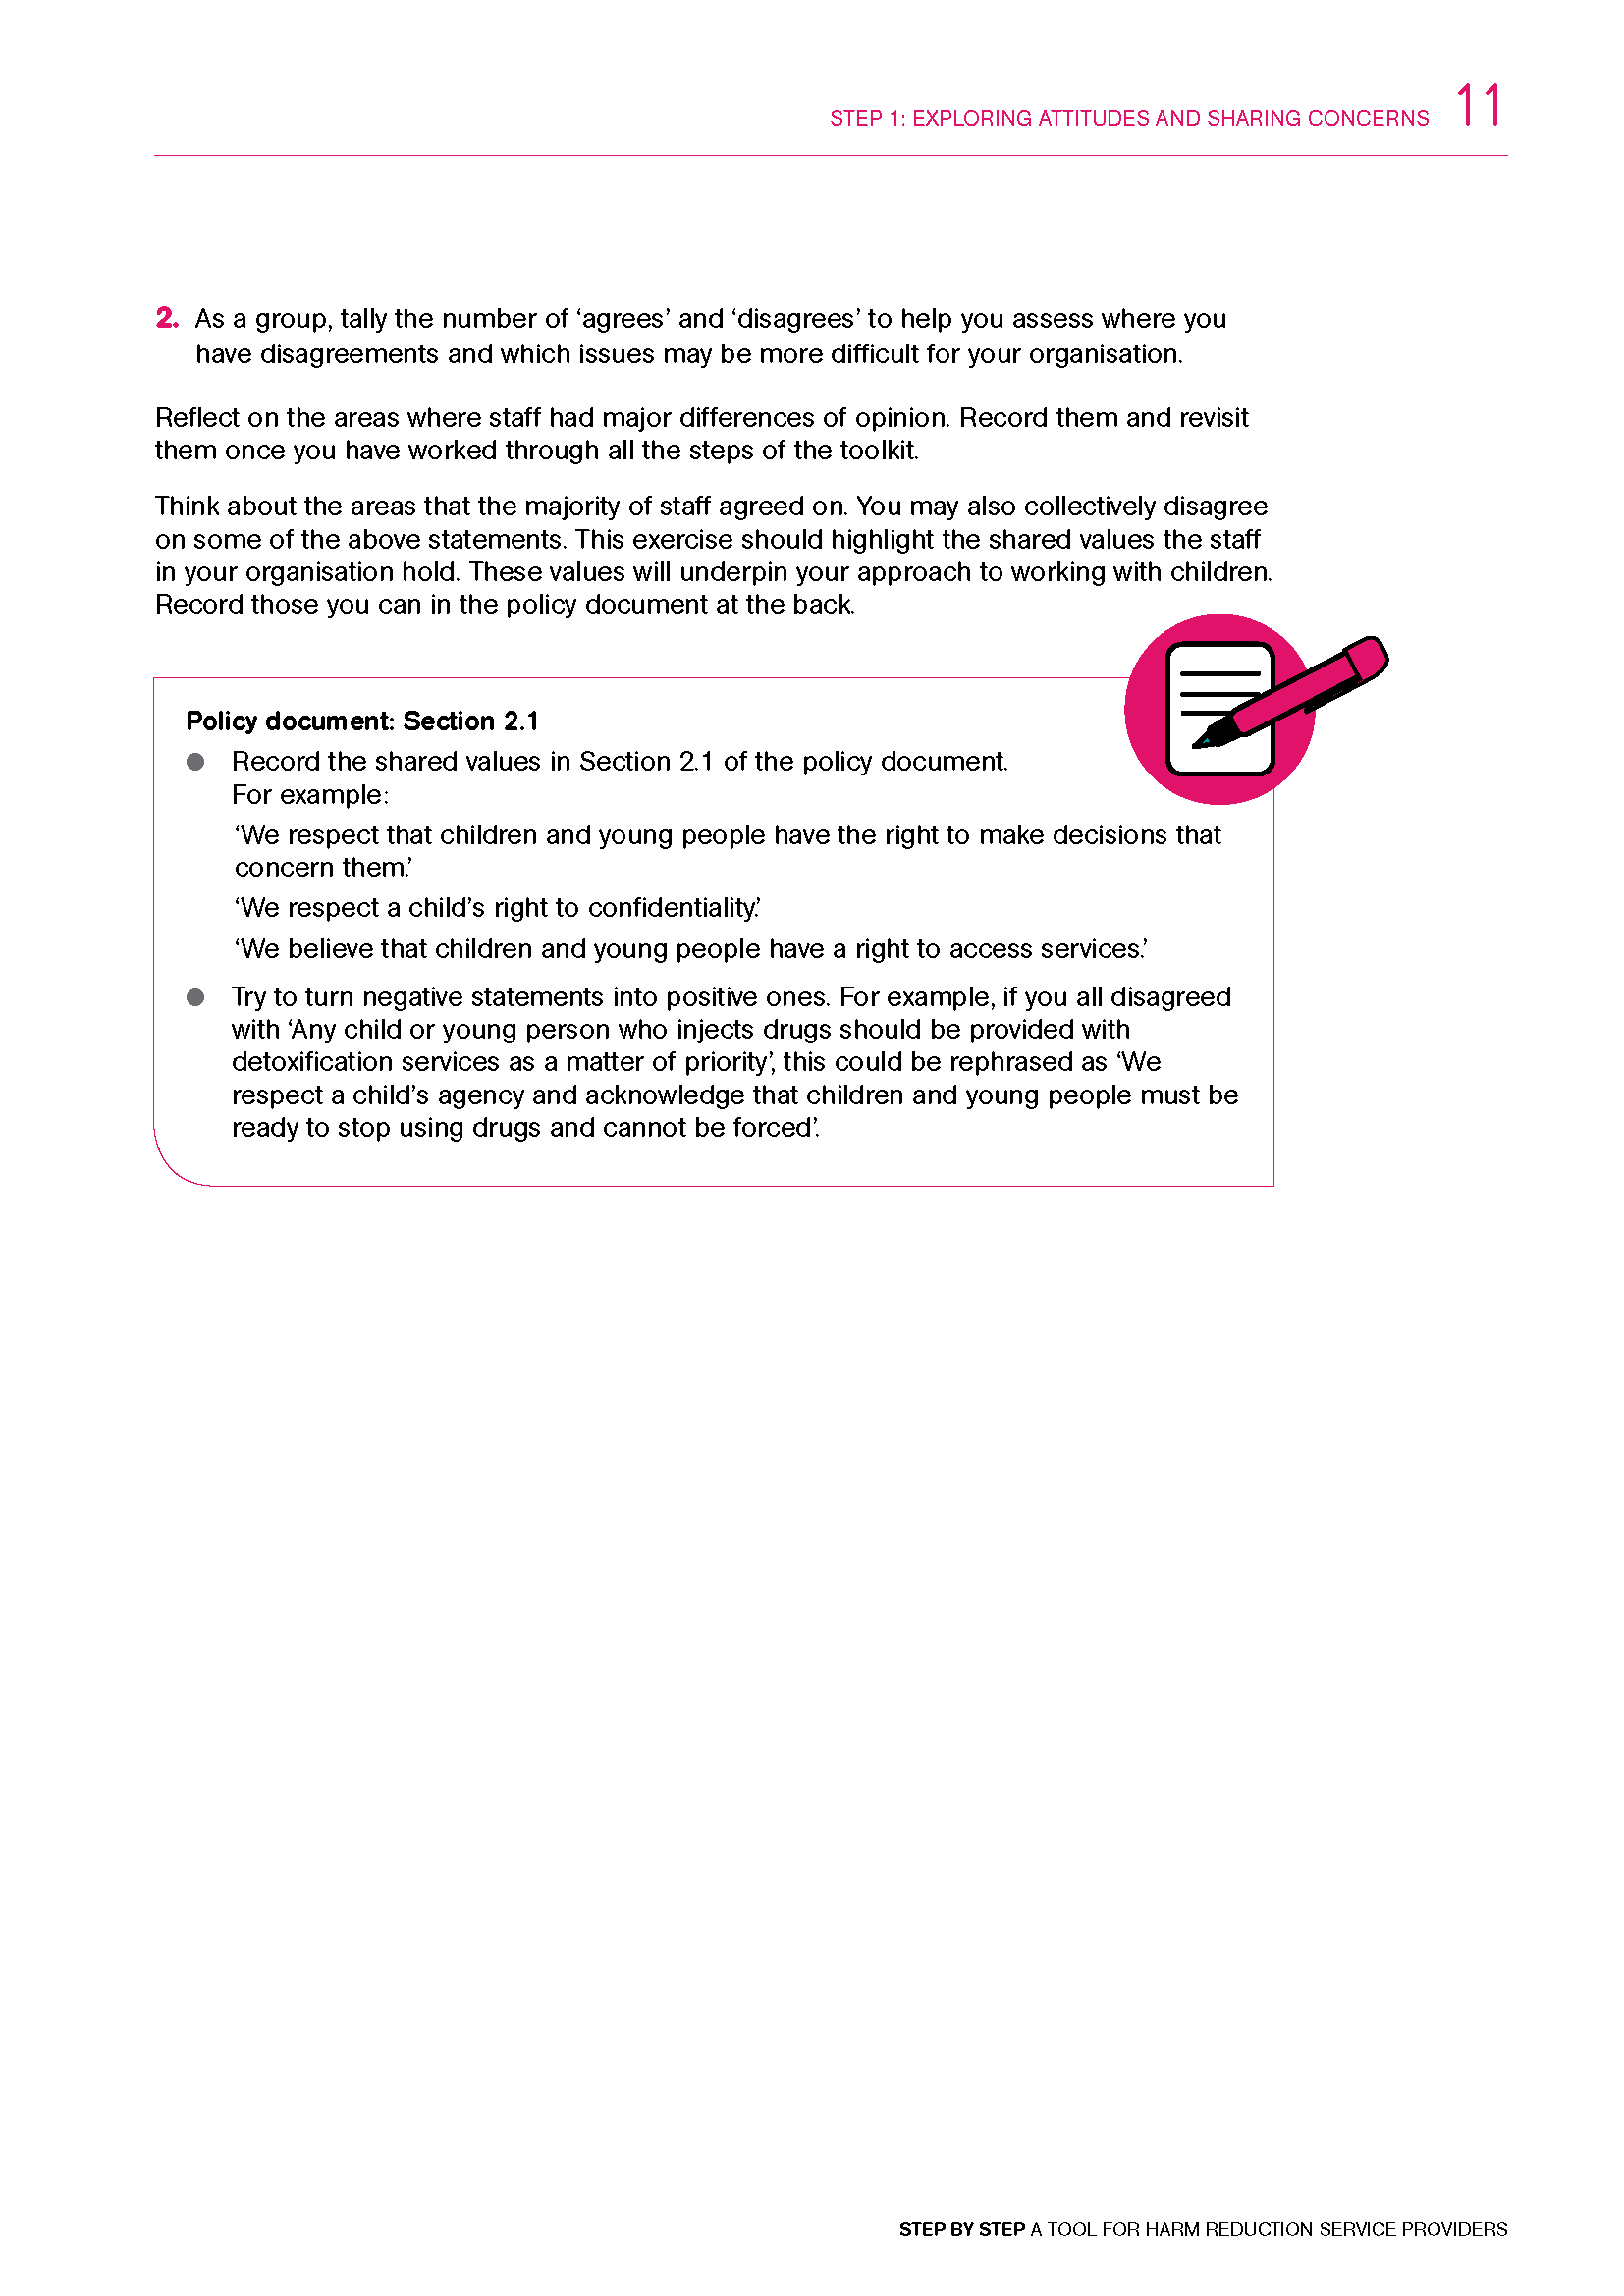 STEP 1: EXPLORING ATTITUDES AND SHARING CONCERNS 11
2. As a group, tally the number of ‘agrees’ and ‘disagrees’ to help you assess where you
have disagreements and which issues may be more difficult for your organisation.
Reflect on the areas where staff had major differences of opinion. Record them and revisit
them once you have worked through all the steps of the toolkit.
Think about the areas that the majority of staff agreed on. You may also collectively disagree
on some of the above statements. This exercise should highlight the shared values the staff
in your organisation hold. These values will underpin your approach to working with children.
Record those you can in the policy document at the back.
Policy document: Section 2.1
● Record the shared values in Section 2.1 of the policy document.
For example:
‘We respect that children and young people have the right to make decisions that
concern them.’
‘We respect a child’s right to confidentiality.’
‘We believe that children and young people have a right to access services.’
● Try to turn negative statements into positive ones. For example, if you all disagreed
with ‘Any child or young person who injects drugs should be provided with
detoxification services as a matter of priority’, this could be rephrased as ‘We
respect a child’s agency and acknowledge that children and young people must be
ready to stop using drugs and cannot be forced’.
STEP BY STEP A TOOL FOR HARM REDUCTION SERVICE PROVIDERS